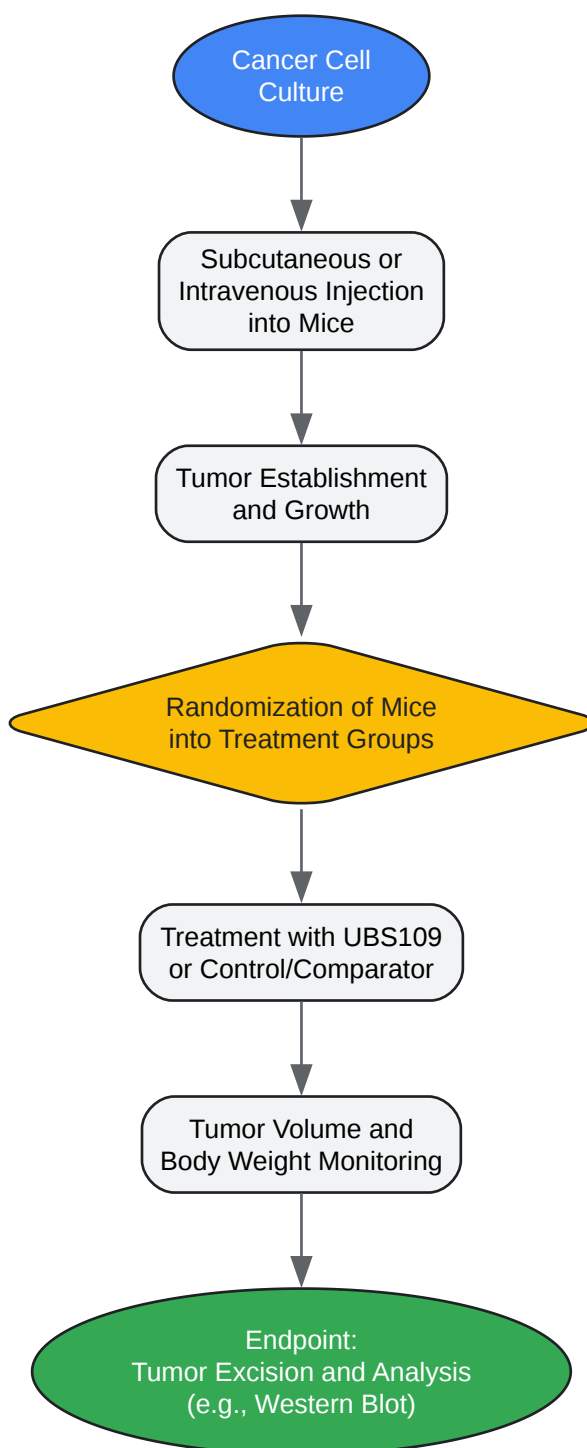 Cancer Cell
Culture
Subcutaneous or
Intravenous Injection
into Mice
Tumor Establishment
and Growth
Randomization of Mice
into Treatment Groups
Treatment with UBS109
or Control/Comparator
Tumor Volume and
Body Weight Monitoring
Endpoint:
Tumor Excision and Analysis
(e.g., Western Blot)